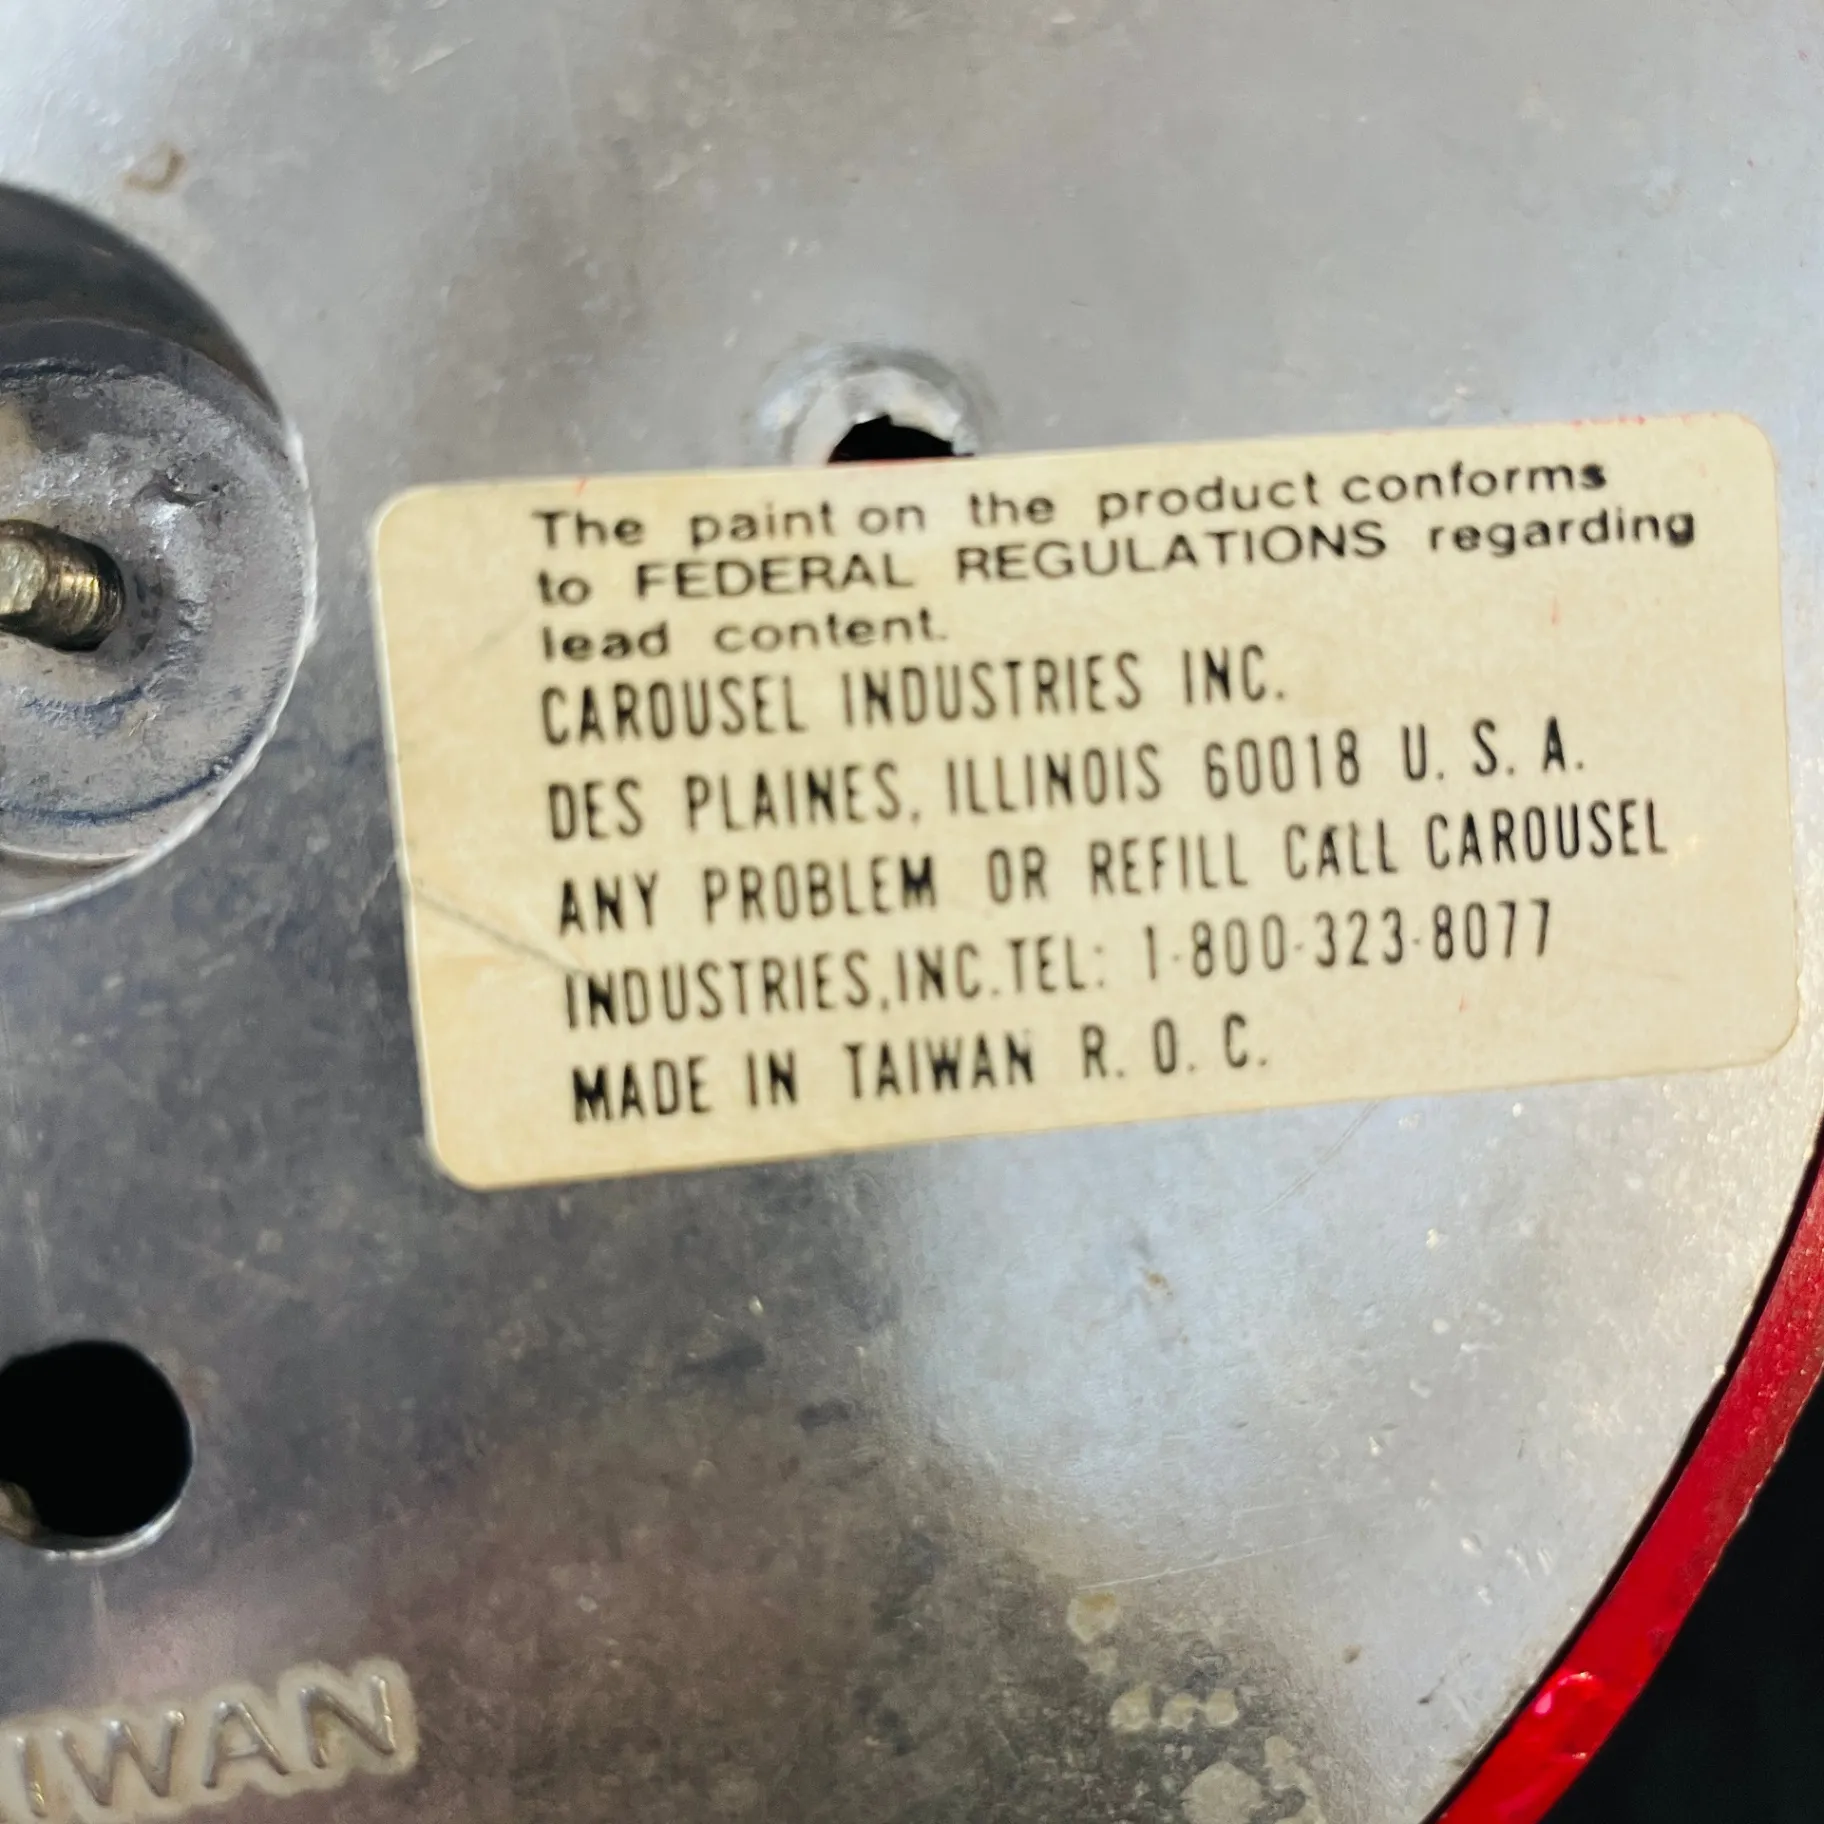 The paint on the product conforms
to FEDERAL REGULATIONS regarding
lead content.
CAROUSEL INDUSTRIES INC.
DES PLAINES, ILLINOIS 60018 U. S. A.
ANY PROBLEM OR REFILL CALL CAROUSEL
INDUSTRIES,INC.TEL: 1-800-323-8077
MADE IN TAIWAN R. O. C.
IWAN